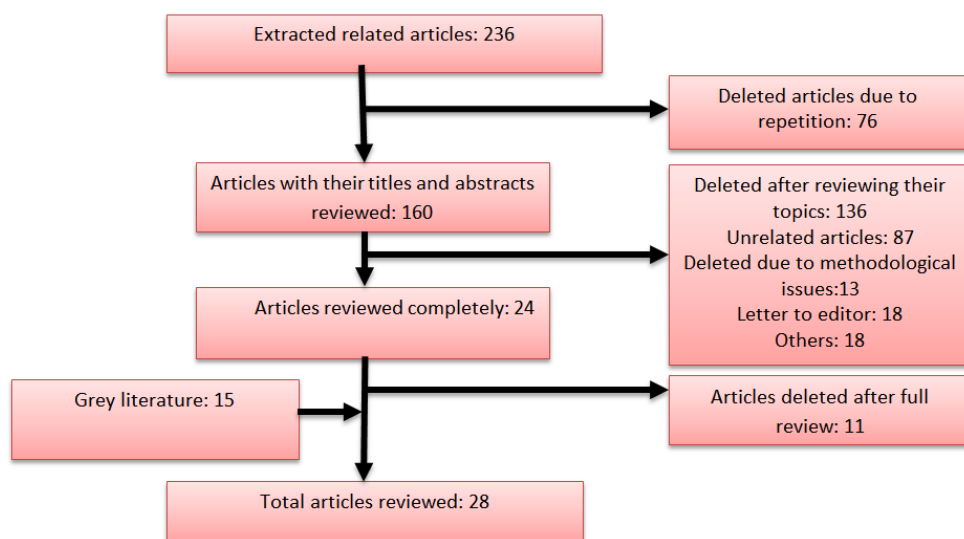 Extracted related articles: 236
Deleted articles due to
repetition: 76
Articles with their titles and abstracts
reviewed: 160
Deleted after reviewing their
topics: 136
Unrelated articles: 87
Deleted due to methodological
issues:13
Letter to editor: 18
Others: 18
Articles reviewed completely: 24
Grey literature: 15
Articles deleted after full
review: 11
Total articles reviewed: 28